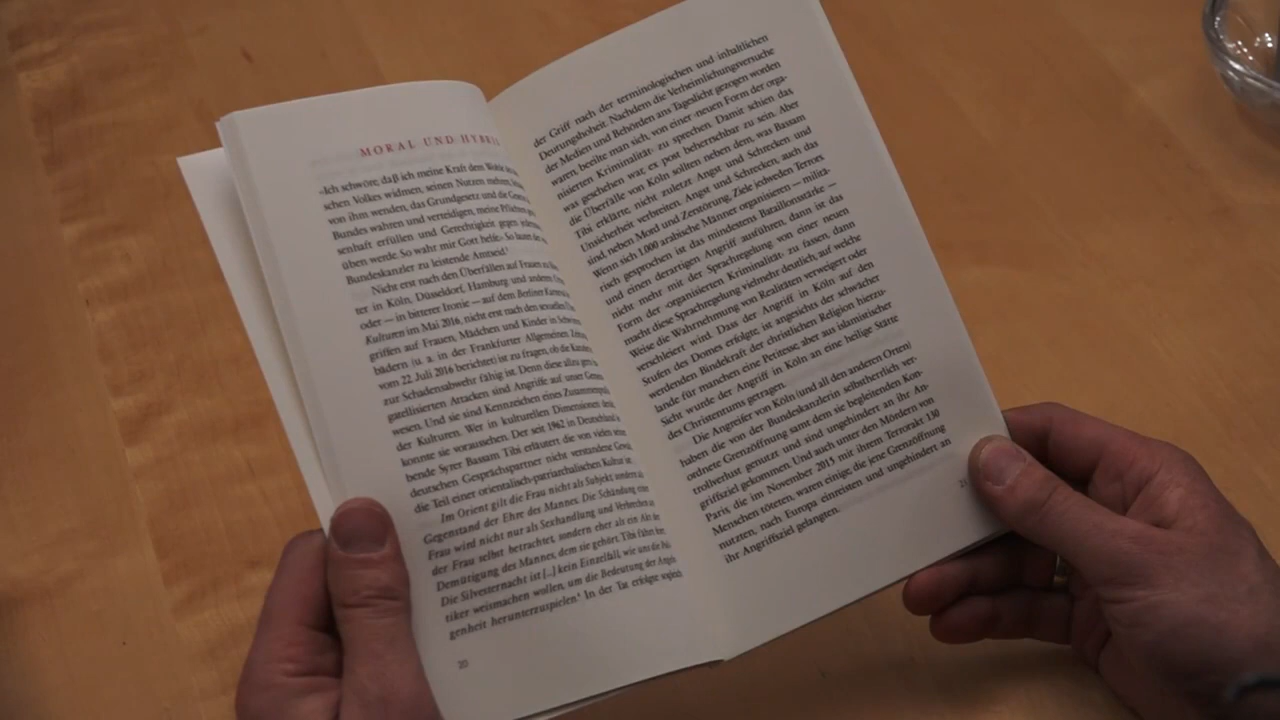 MORAL UND HYBRIS
»Ich schwöre, daß ich meine Kraft dem Wohle
schen Volkes widmen, seinen Nutzen mehren,
von ihm wenden, das Grundgesetz und die
Bundes wahren und verteidigen, meine Pflichten
senhaft erfüllen und Gerechtigkeit gegen
üben werde. So wahr mir Gott helfe.« So lautet
Bundeskanzler zu leistende Amtseid.
Nicht erst nach den Überfällen auf Frauen
ter in Köln, Düsseldorf, Hamburg und anderen
oder — in bitterer Ironie — auf dem Berliner
Kulturen im Mai 2016, nicht erst nach den sexuellen
griffen auf Frauen, Mädchen und Kinder in
bädern (u. a. in der Frankfurter Allgemeinen
vom 22. Juli 2016 berichtet) ist zu fragen, ob die
zur Schadensabwehr fähig ist. Denn diese
gatellisierten Attacken sind Angriffe auf unser
wesen. Und sie sind Kennzeichen eines
der Kulturen. Wer in kulturellen Dimensionen denkt,
konnte sie voraussehen. Der seit 1962 in Deutschland
bende Syrer Bassam Tibi erläutert die von vielen
deutschen Gesprächspartner nicht verstandene
die Teil einer orientalisch-patriarchalischen Kultur ist:
Im Orient gilt die Frau nicht als Subjekt, sondern als
Gegenstand der Ehre des Mannes. Die Schändung einer
Frau wird nicht nur als Sexhandlung und Verbrechen an
der Frau selbst betrachtet, sondern eher als ein Akt der
Demütigung des Mannes, dem sie gehört. Tibi fährt fort:
Die Silvesternacht ist [...] kein Einzelfall, wie uns die
tiker weismachen wollen, um die Bedeutung der
genheit herunterzuspielen.« In der Tat erfolgte sogleich
20
der Griff nach der terminologischen und inhaltlichen
Deutungshoheit. Nachdem die Verheimlichungsversuche
der Medien und Behörden ans Tageslicht gezogen worden
waren, beeilte man sich, von einer ›neuen Form der orga-
nisierten Kriminalität‹ zu sprechen. Damit schien das
was geschehen war, ex post beherrschbar zu sein. Aber
die Überfälle von Köln sollten neben dem, was Bassam
Tibi erklärte, nicht zuletzt Angst und Schrecken und
Unsicherheit verbreiten. Angst und Schrecken, auch das
sind, neben Mord und Zerstörung, Ziele jedweden Terrors.
Wenn sich 1.000 arabische Männer organisieren — militä-
risch gesprochen ist das mindestens Bataillonsstärke —
und einen derartigen Angriff ausführen, dann ist das
nicht mehr mit der Sprachregelung von einer neuen
Form der ›organisierten Kriminalität‹ zu fassen, dann
macht diese Sprachregelung vielmehr deutlich, auf welche
Weise die Wahrnehmung von Realitäten verweigert oder
verschleiert wird. Dass der Angriff in Köln auf den
Stufen des Domes erfolgte, ist angesichts der schwächer
werdenden Bindekraft der christlichen Religion hierzu-
lande für manchen eine Petitesse, aber aus islamistischer
Sicht wurde der Angriff in Köln an eine heilige Stätte
des Christentums getragen.
Die Angreifer von Köln (und all den anderen Orten)
haben die von der Bundeskanzlerin selbstherrlich ver-
ordnete Grenzöffnung samt dem sie begleitenden Kon-
trollverlust genutzt und sind ungehindert an ihr An-
griffsziel gekommen. Und auch unter den Mördern von
Paris, die im November 2015 mit ihrem Terrorakt 130
Menschen töteten, waren einige, die jene Grenzöffnung
nutzten, nach Europa einreisten und ungehindert an
ihr Angriffsziel gelangten.
21